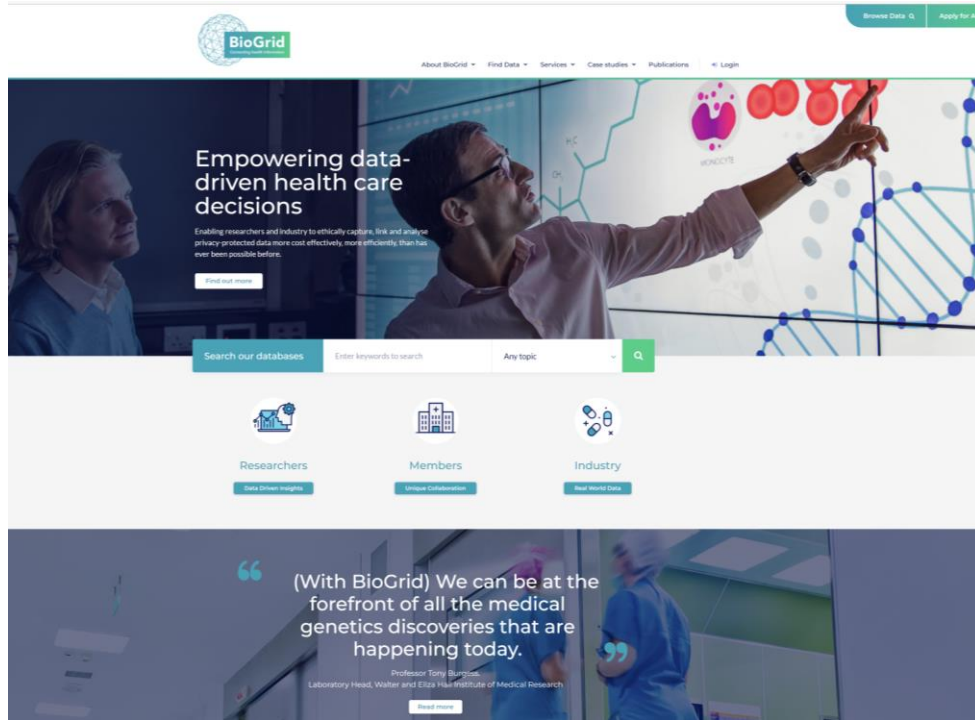 Browse Data
Apply for A
BioGrid
About BioGrid
Find Data
Services
Case studies
Publications
Login
H₃C
CH₃
MONOCYTE
Empowering data-
driven health care
decisions
Enabling researchers and industry to ethically capture, link and analyse
privacy-protected data more cost effectively, more efficiently, than has
ever been possible before.
Find out more
Search our databases
Enter keywords to search
Any topic
Researchers
Members
Industry
Data Driven Insights
Unique Collaboration
Real World Data
“
(With BioGrid) We can be at the
forefront of all the medical
genetics discoveries that are
happening today.
”
Professor Tony Burgess,
Laboratory Head, Walter and Eliza Hall Institute of Medical Research
Read more